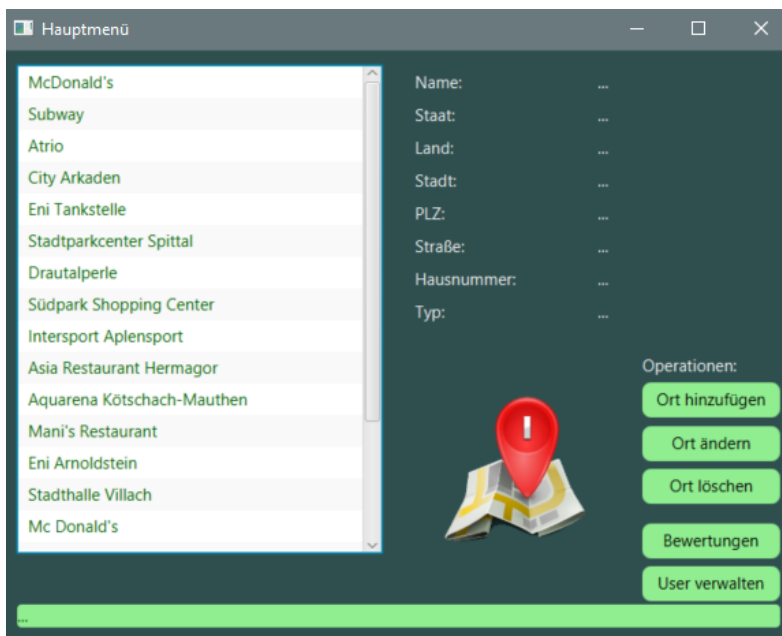 Hauptmenü
McDonald's
Subway
Atrio
City Arkaden
Eni Tankstelle
Stadtparkcenter Spittal
Drautalperle
Südpark Shopping Center
Intersport Aplensport
Asia Restaurant Hermagor
Aquarena Kötschach-Mauthen
Mani's Restaurant
Eni Arnoldstein
Stadthalle Villach
Mc Donald's
Name: ...
Staat: ...
Land: ...
Stadt: ...
PLZ: ...
Straße: ...
Hausnummer: ...
Typ: ...
Operationen:
Ort hinzufügen
Ort ändern
Ort löschen
Bewertungen
User verwalten
...